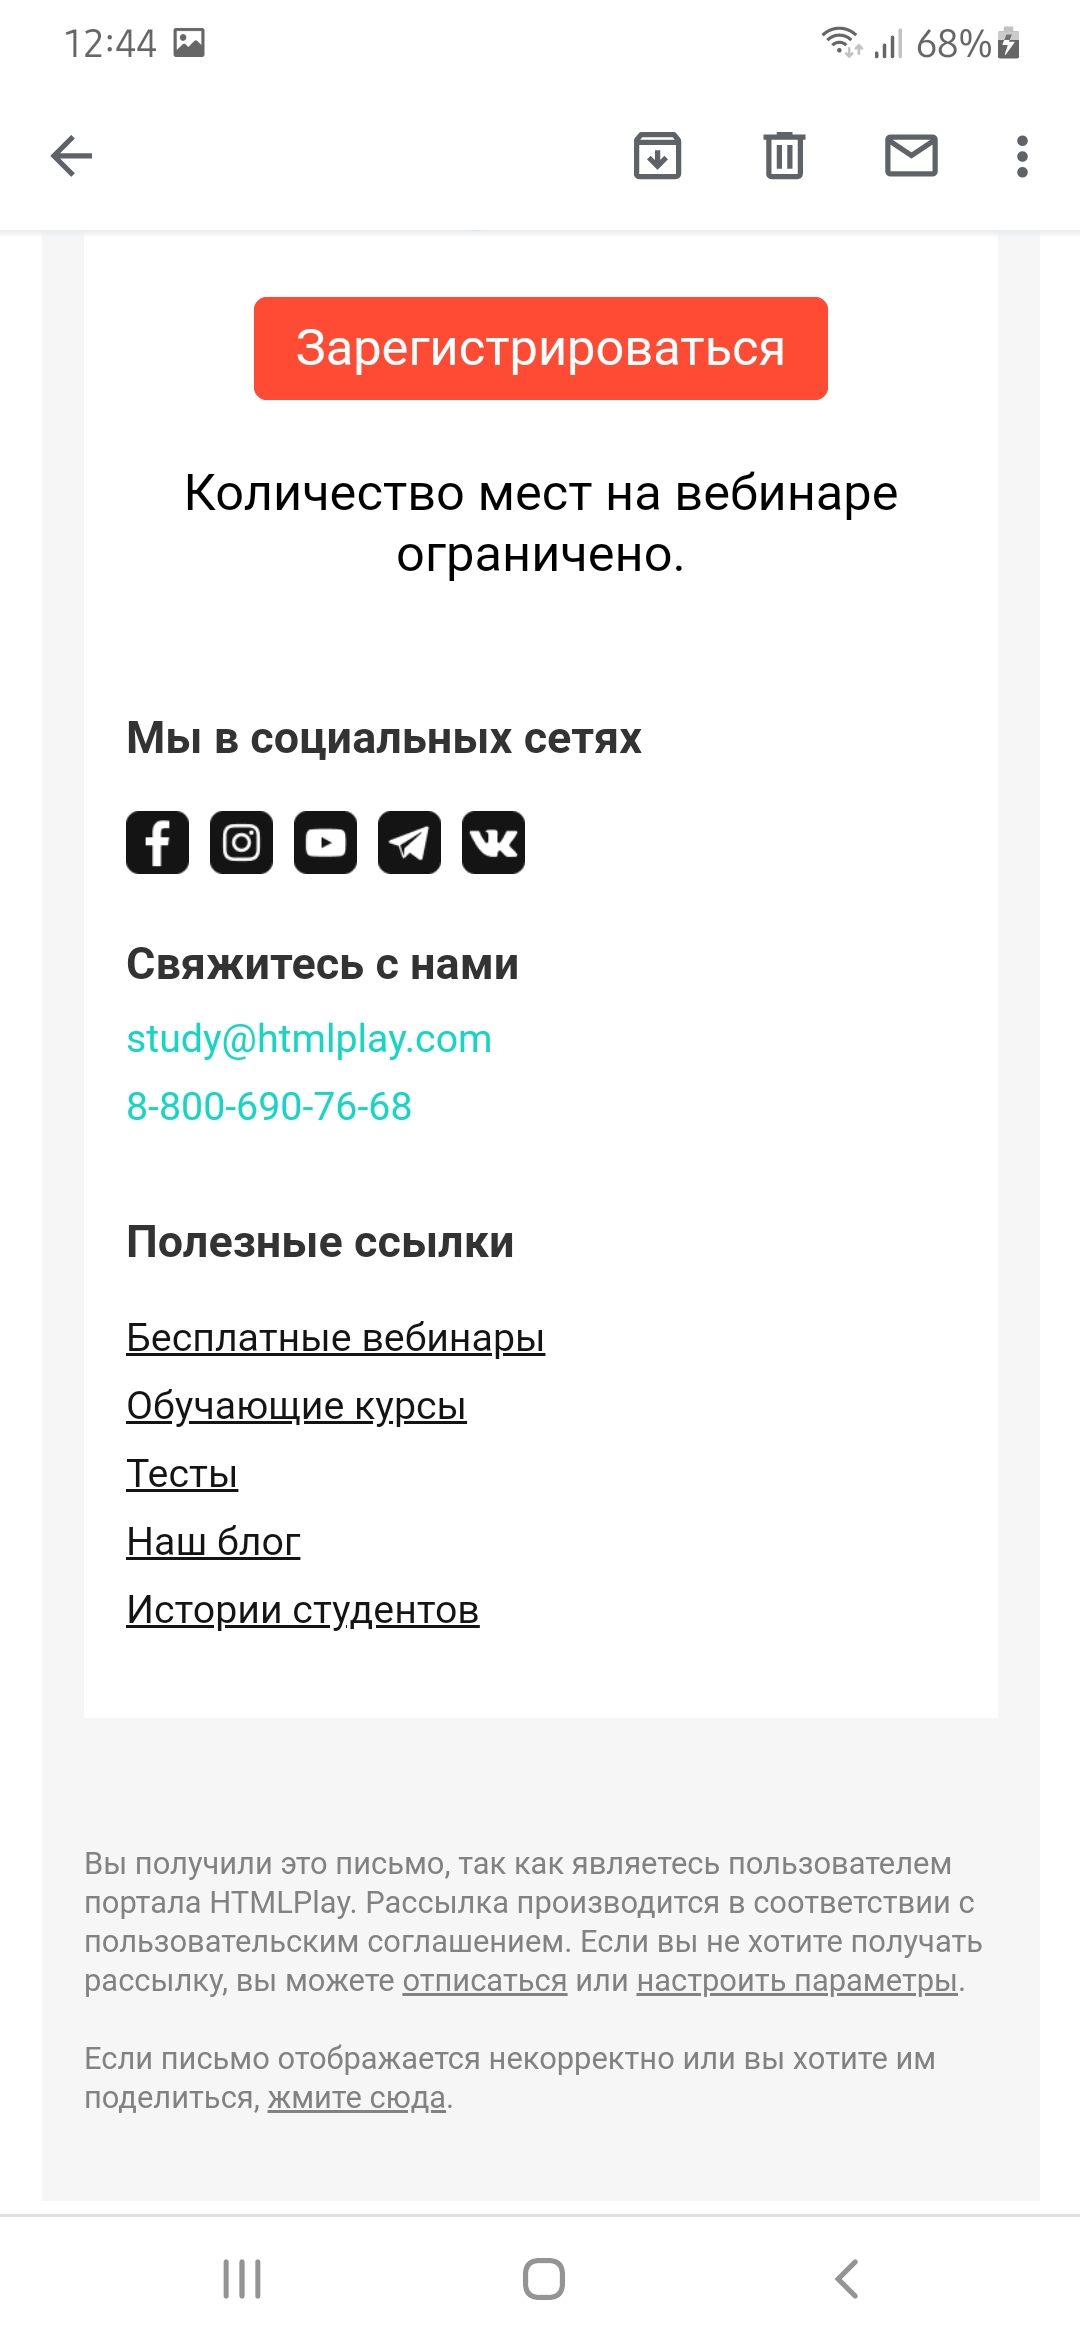 12:44
68%
Зарегистрироваться
Количество мест на вебинаре
ограничено.
Мы в социальных сетях
Свяжитесь с нами
study@htmlplay.com
8-800-690-76-68
Полезные ссылки
Бесплатные вебинары
Обучающие курсы
Тесты
Наш блог
Истории студентов
Вы получили это письмо, так как являетесь пользователем
портала HTMLPlay. Рассылка производится в соответствии с
пользовательским соглашением. Если вы не хотите получать
рассылку, вы можете отписаться или настроить параметры.
Если письмо отображается некорректно или вы хотите им
поделиться, жмите сюда.